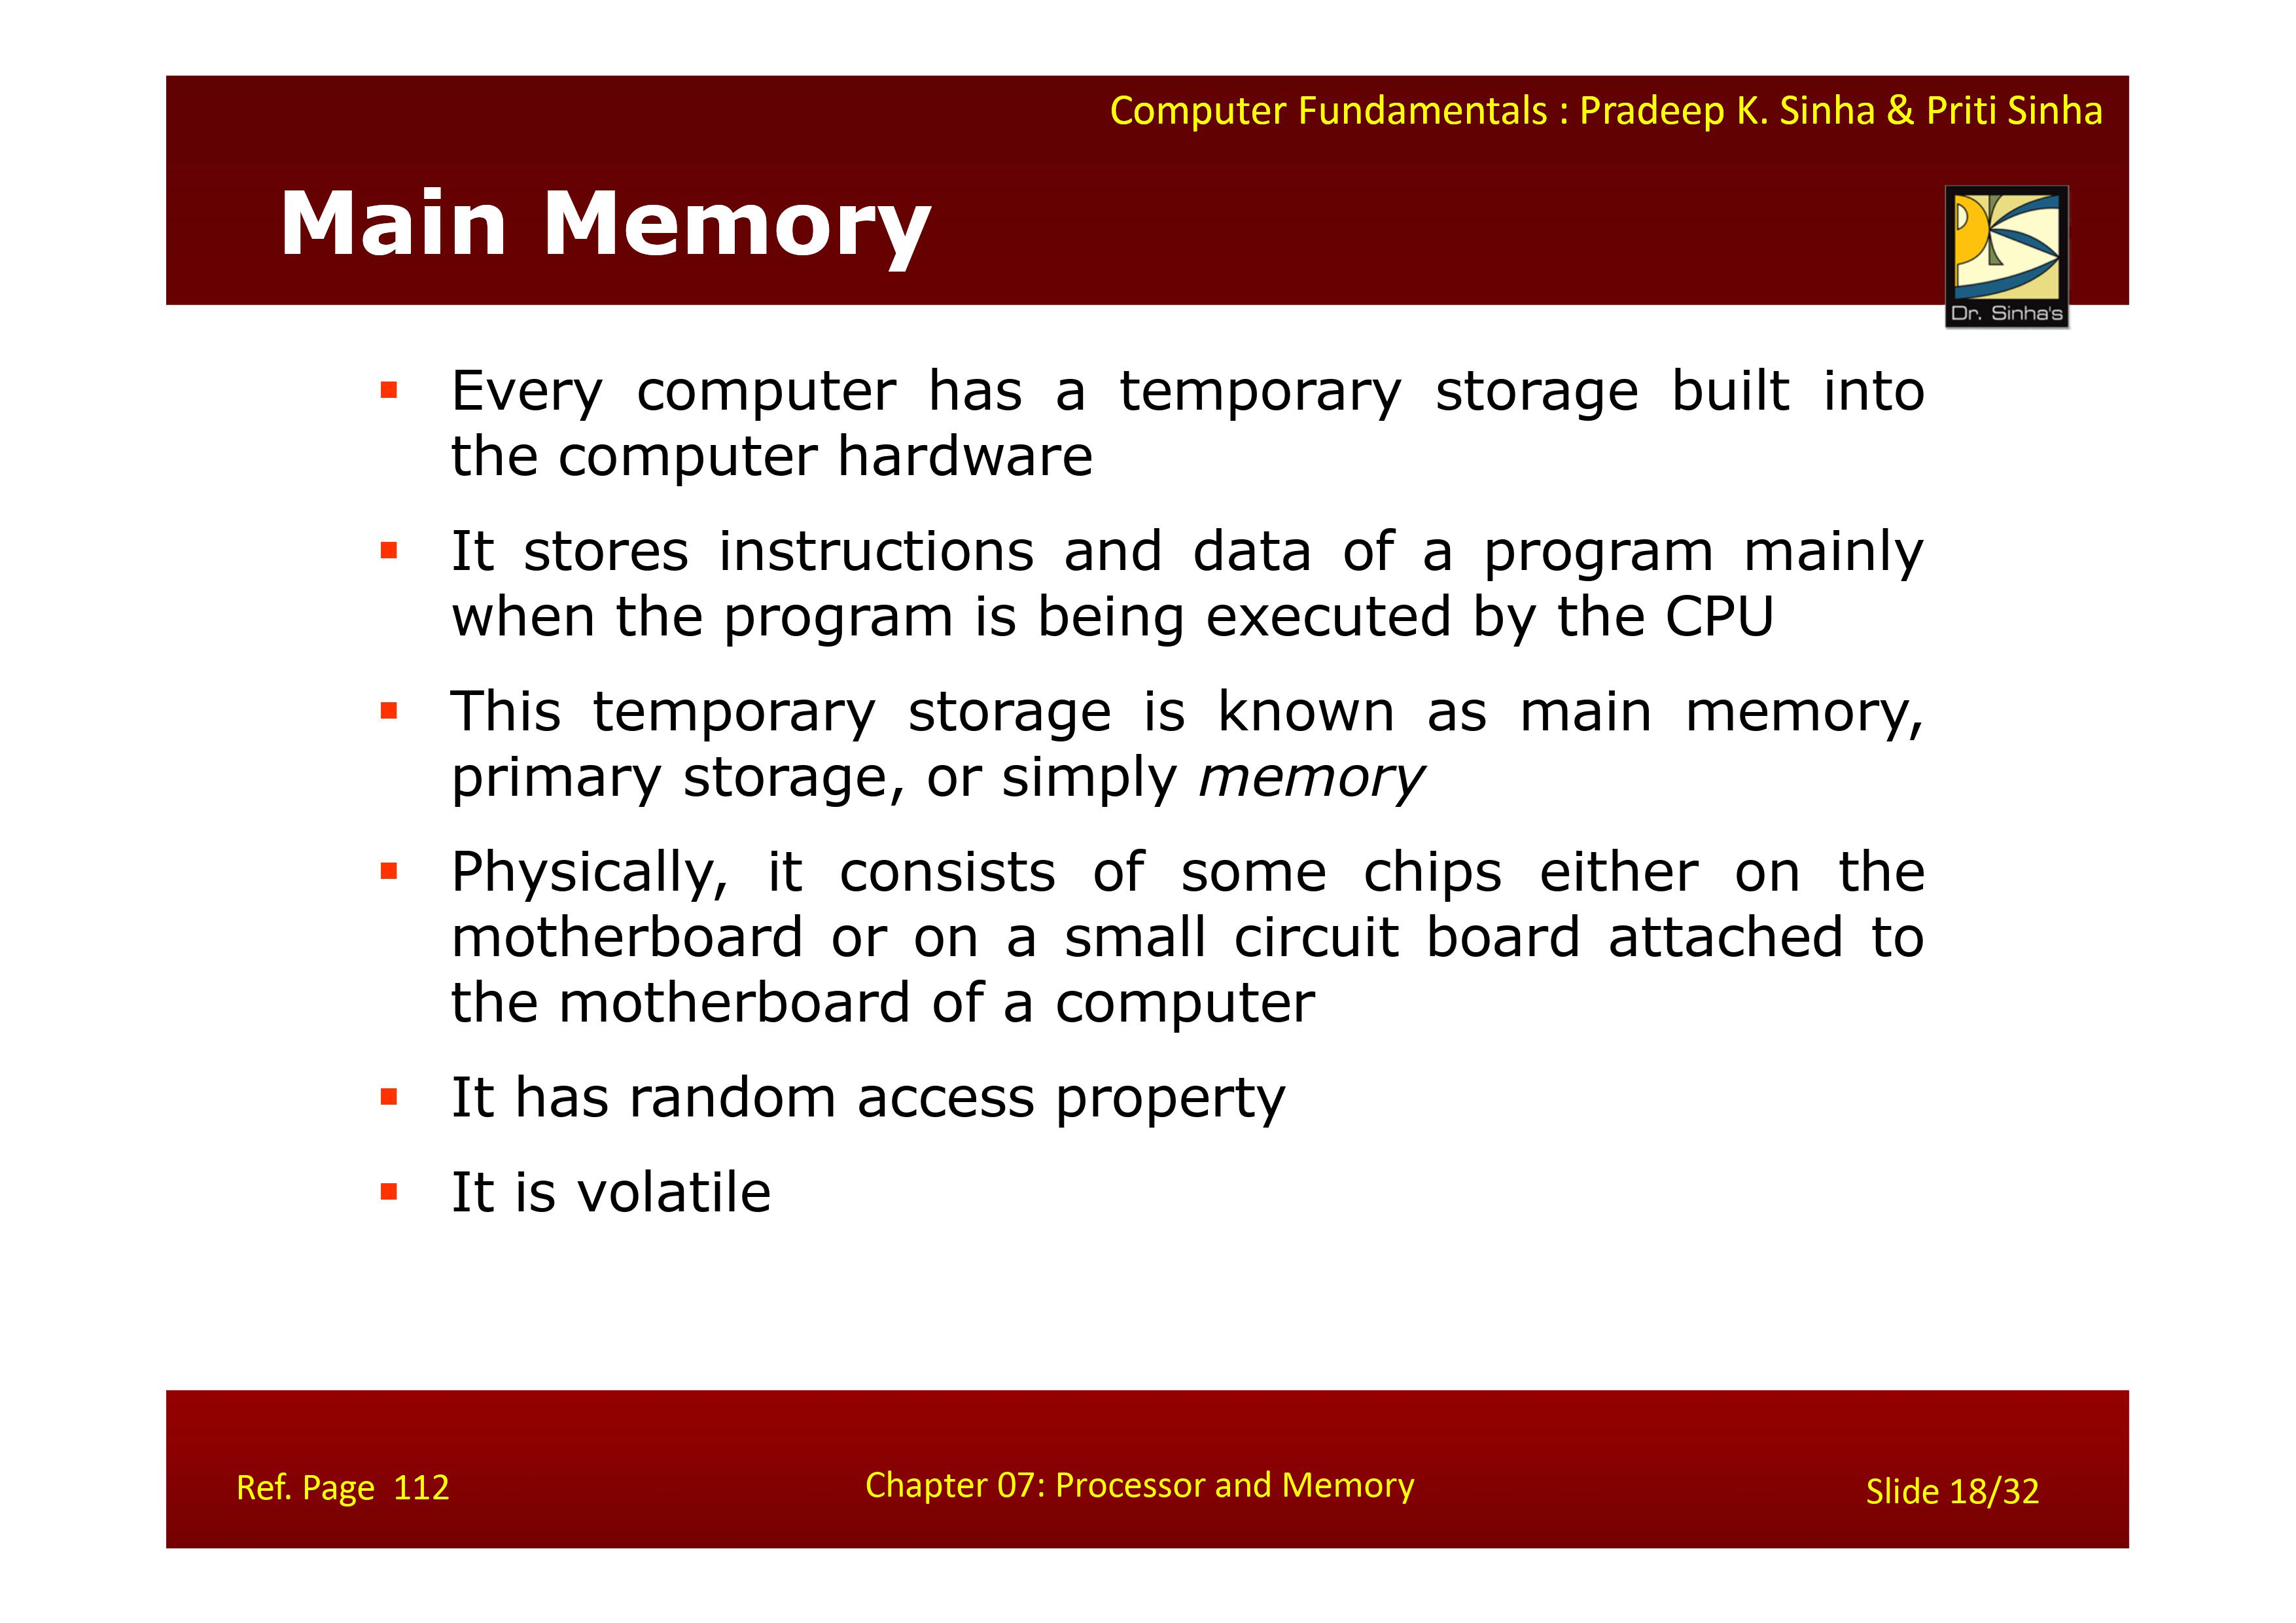 Computer Fundamentals : Pradeep K. Sinha & Priti Sinha
Main Memory
Dr. Sinha's
▪ Every computer has a temporary storage built into
the computer hardware
▪ It stores instructions and data of a program mainly
when the program is being executed by the CPU
▪ This temporary storage is known as main memory,
primary storage, or simply memory
▪ Physically, it consists of some chips either on the
motherboard or on a small circuit board attached to
the motherboard of a computer
▪ It has random access property
▪ It is volatile
Ref. Page 112
Chapter 07: Processor and Memory
Slide 18/32